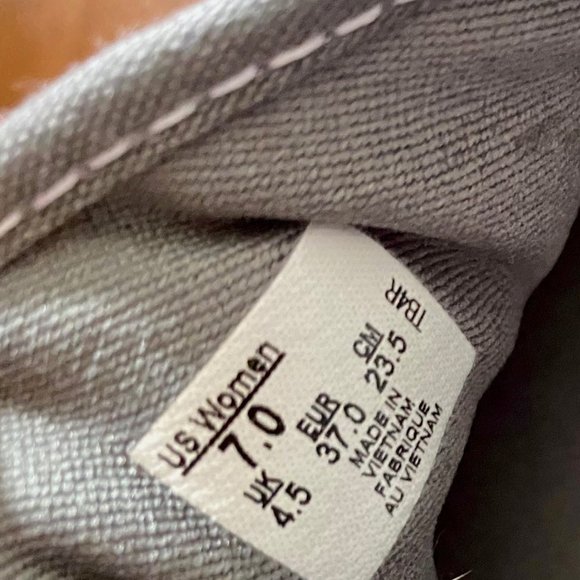 US Women
7.0
UK EUR CM
4.5 37.0 23.5
MADE IN
VIETNAM
FABRIQUE
AU VIETNAM
TB4R